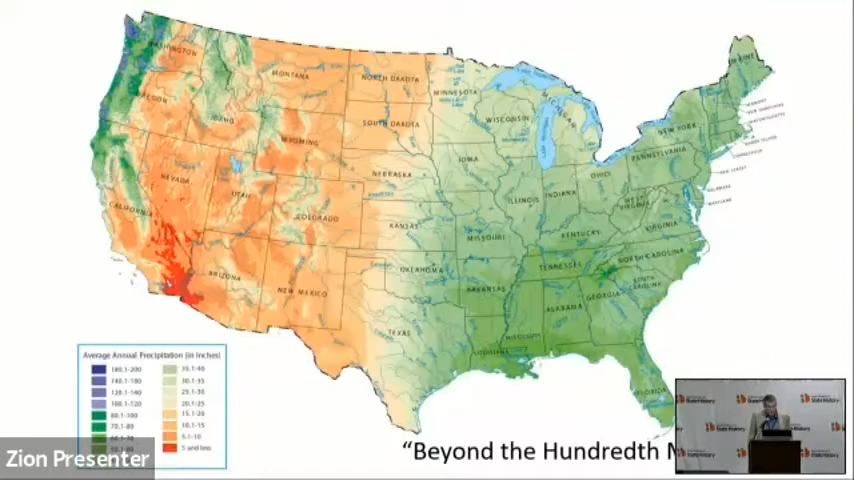 WASHINGTON
MONTANA
NORTH DAKOTA
MINNESOTA
MAINE
OREGON
IDAHO
SOUTH DAKOTA
WISCONSIN
MICHIGAN
NEW YORK
WYOMING
NEBRASKA
IOWA
PENNSYLVANIA
NEVADA
UTAH
COLORADO
KANSAS
MISSOURI
ILLINOIS
INDIANA
OHIO
WEST VIRGINIA
VIRGINIA
CALIFORNIA
KENTUCKY
ARIZONA
NEW MEXICO
OKLAHOMA
ARKANSAS
TENNESSEE
NORTH CAROLINA
SOUTH CAROLINA
TEXAS
LOUISIANA
MISSISSIPPI
ALABAMA
GEORGIA
FLORIDA
Average Annual Precipitation (in inches)
180.1-200
140.1-180
120.1-140
100.1-120
80.1-100
70.1-80
35.1-40
30.1-35
25.1-30
20.1-25
15.1-20
10.1-15
5.1-10
5 and less
“Beyond the Hundredth
State History
Zion Presenter